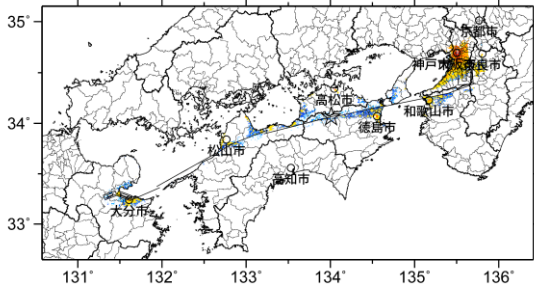 35°
34°
33°
京都市
神戸市
大阪市
奈良市
高松市
和歌山市
徳島市
松山市
高知市
大分市
131°
132°
133°
134°
135°
136°